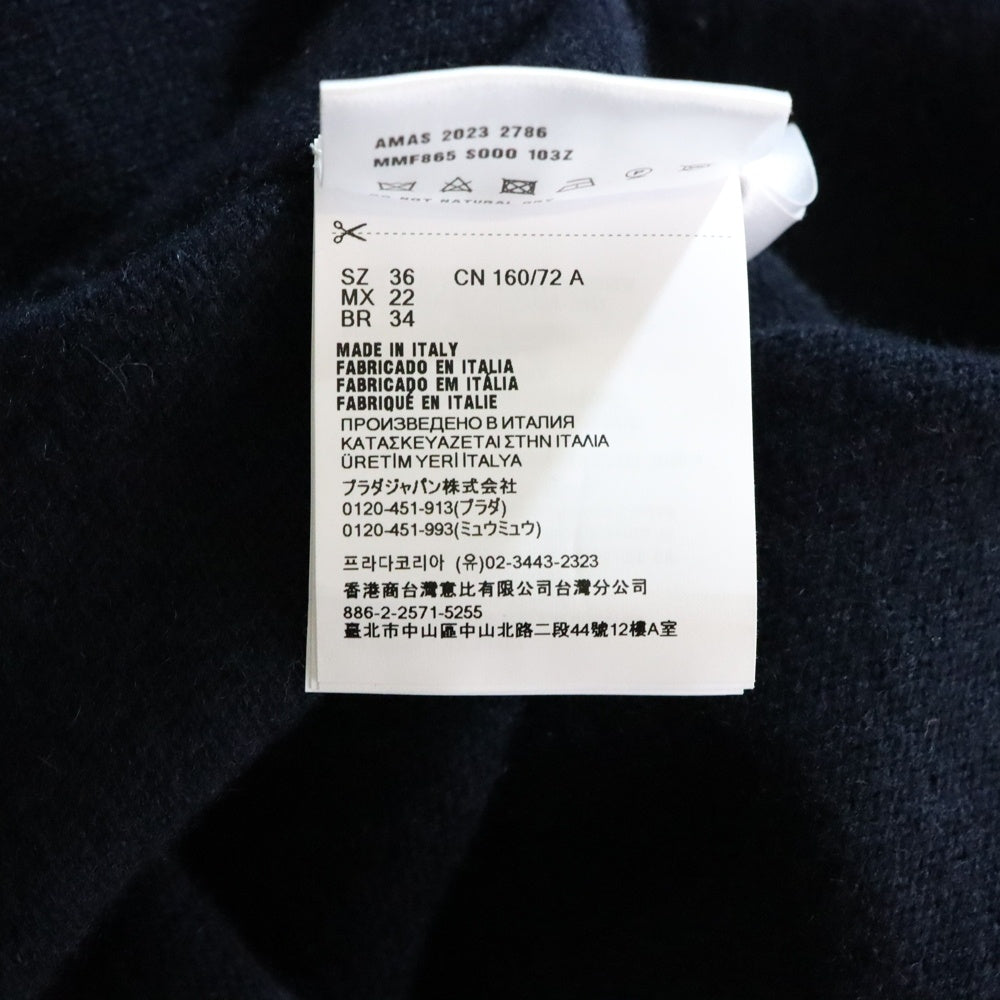 AMAS 2023 2786
MMF865 S000 103Z
DO NOT NATURAL DRY
SZ 36 CN 160/72 A
MX 22
BR 34
MADE IN ITALY
FABRICADO EN ITALIA
FABRICADO EM ITÁLIA
FABRIQUÉ EN ITALIE
ПРОИЗВЕДЕНО В ИТАЛИЯ
ΚΑΤΑΣΚΕΥΑΖΕΤΑΙ ΣΤΗΝ ΙΤΑΛΙΑ
ÜRETİM YERİ İTALYA
プラダジャパン株式会社
0120-451-913(プラダ)
0120-451-993(ミュウミュウ)
프라다코리아 (유)02-3443-2323
香港商台灣意比有限公司台灣分公司
886-2-2571-5255
臺北市中山區中山北路二段44號12樓A室